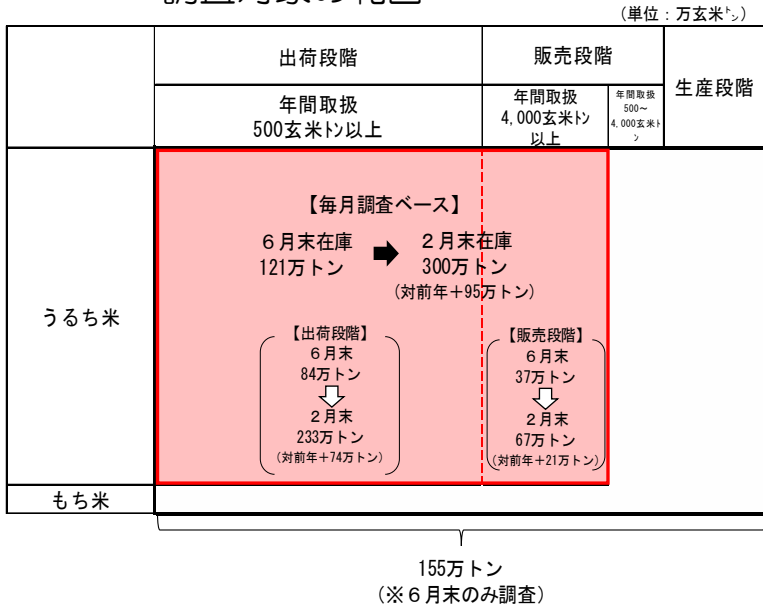 (単位：万玄米㌧)
出荷段階
販売段階
生産段階
年間取扱
500玄米㌧以上
年間取扱
4,000玄米㌧
以上
年間取扱
500～
4,000玄米ト
ン
うるち米
【毎月調査ベース】
６月末在庫
121万トン
２月末在庫
300万トン
(対前年＋95万トン)
【出荷段階】
６月末
84万トン
２月末
233万トン
(対前年＋74万トン)
【販売段階】
６月末
37万トン
２月末
67万トン
(対前年＋21万トン)
もち米
155万トン
(※６月末のみ調査)